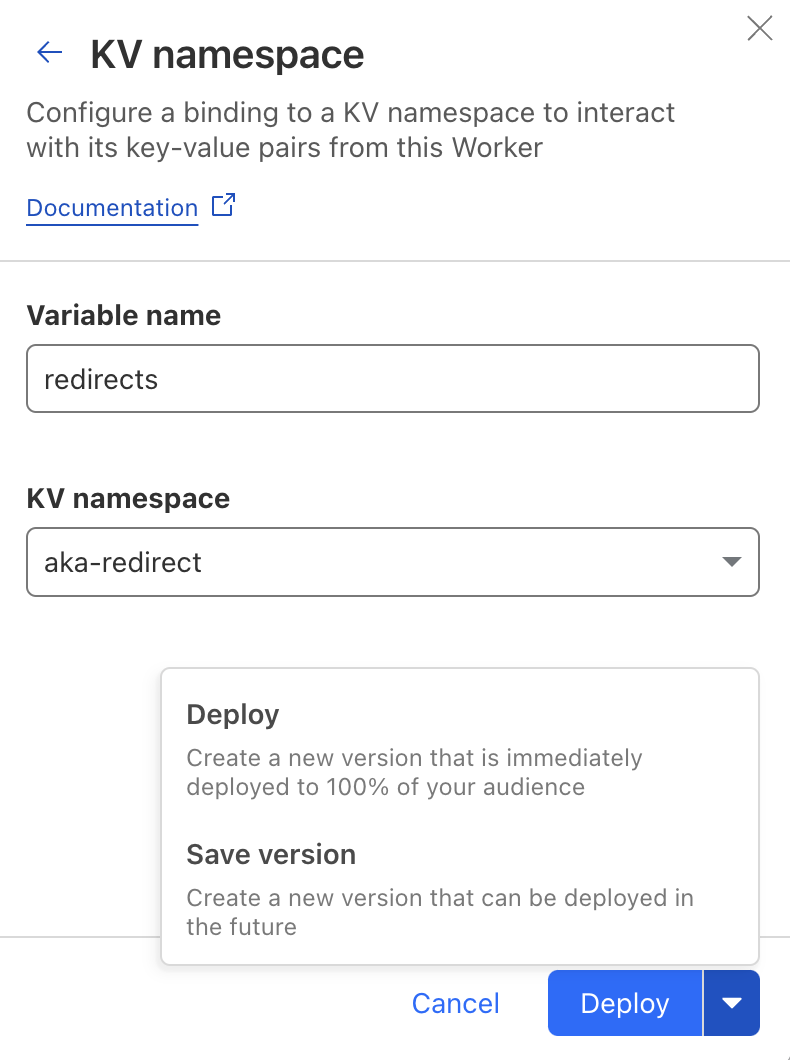 KV namespace
Configure a binding to a KV namespace to interact
with its key-value pairs from this Worker
Documentation
Variable name
redirects
KV namespace
aka-redirect
Deploy
Create a new version that is immediately
deployed to 100% of your audience
Save version
Create a new version that can be deployed in
the future
Cancel
Deploy